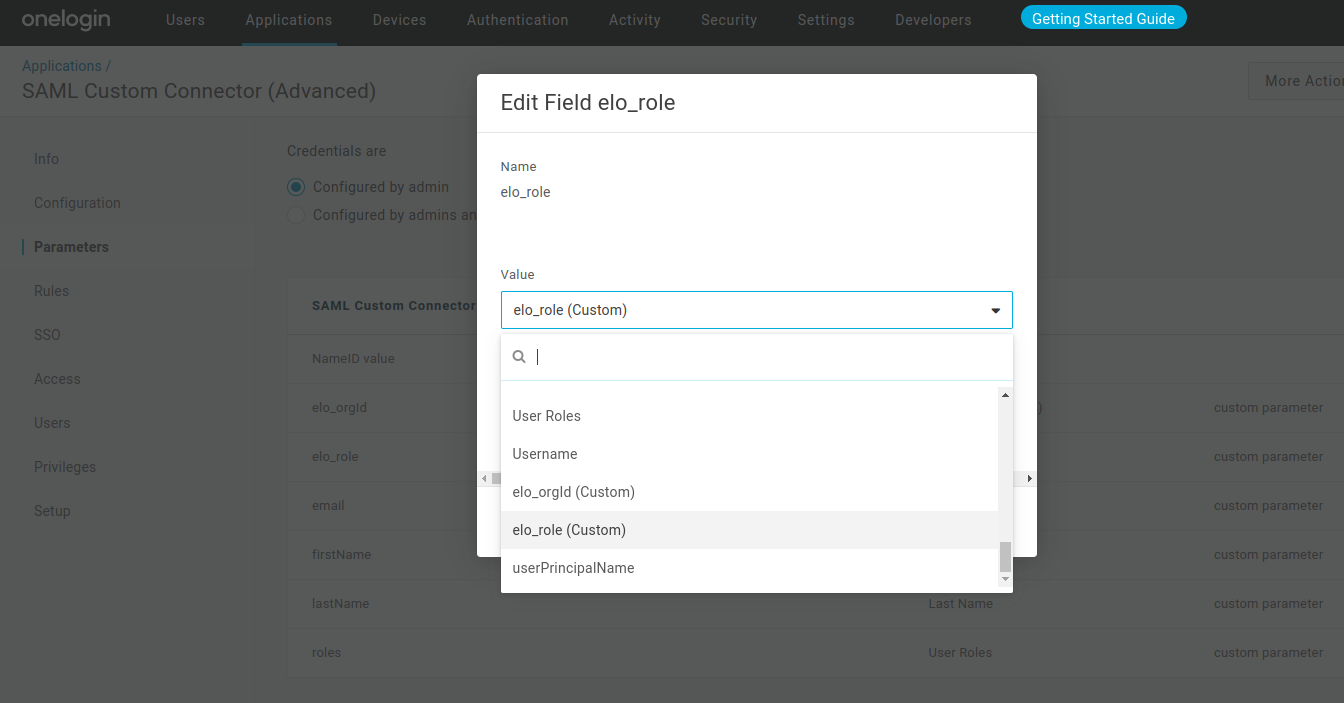 onelogin Users Applications Devices Authentication Activity Security Settings Developers Getting Started Guide
Applications /
SAML Custom Connector (Advanced)
More Actio
Info
Configuration
Parameters
Rules
SSO
Access
Users
Privileges
Setup
Credentials are
Configured by admin
Configured by admins an
SAML Custom Connector
NameID value
elo_orgId ) custom parameter
elo_role custom parameter
email custom parameter
firstName custom parameter
lastName Last Name custom parameter
roles User Roles custom parameter
Edit Field elo_role
Name
elo_role
Value
elo_role (Custom)
User Roles
Username
elo_orgId (Custom)
elo_role (Custom)
userPrincipalName